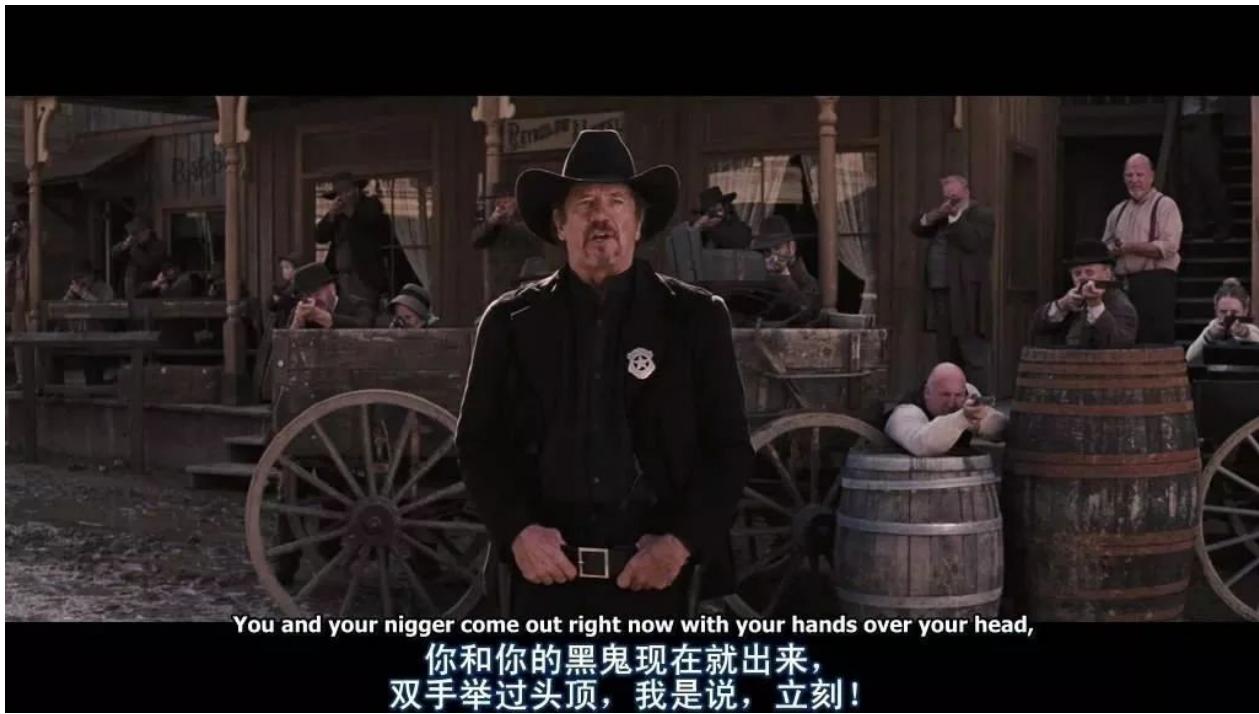 You and your nigger come out right now with your hands over your head,
你和你的黑鬼现在就出来，
双手举过头顶，我是说，立刻！